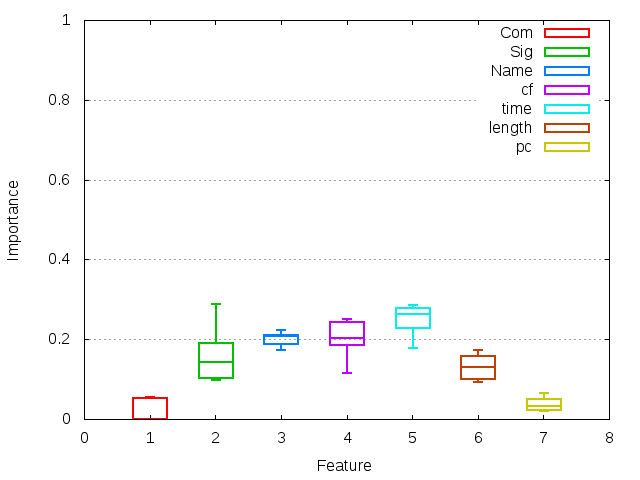 1
0.8
0.6
0.4
0.2
0
Importance
Com
Sig
Name
cf
time
length
pc
0 1 2 3 4 5 6 7 8
Feature